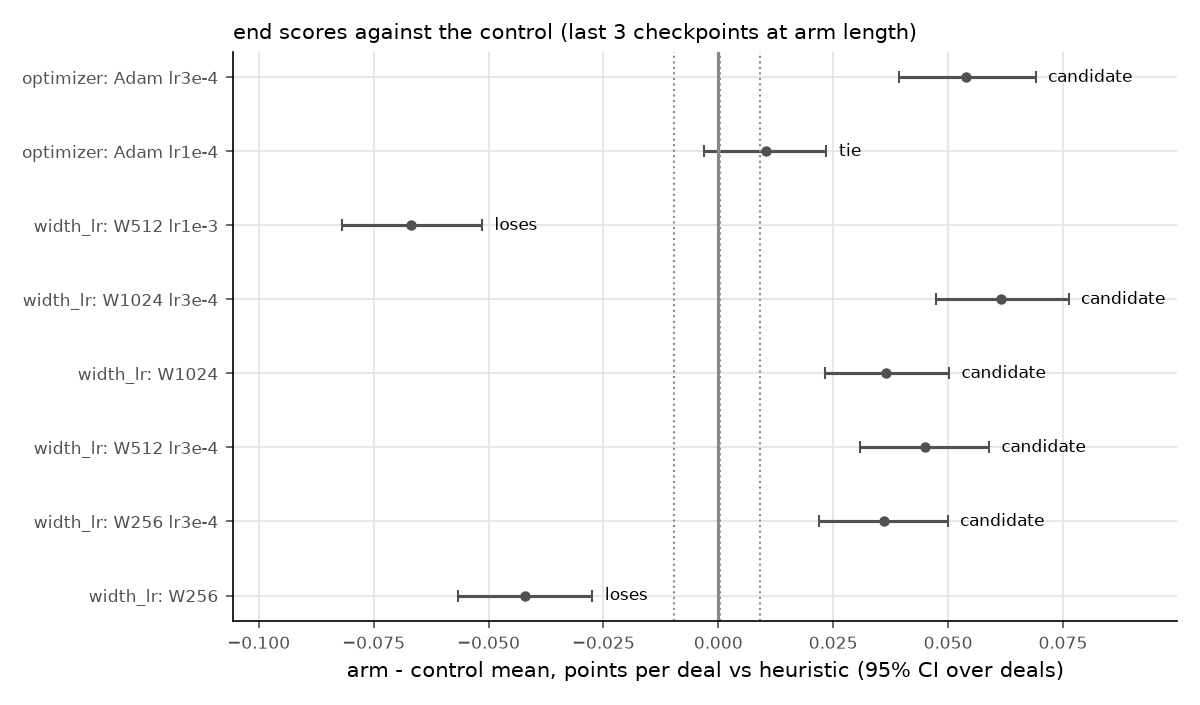 end scores against the control (last 3 checkpoints at arm length)
optimizer: Adam lr3e-4
candidate
optimizer: Adam lr1e-4
tie
width_lr: W512 lr1e-3
loses
width_lr: W1024 lr3e-4
candidate
width_lr: W1024
candidate
width_lr: W512 lr3e-4
candidate
width_lr: W256 lr3e-4
candidate
width_lr: W256
loses
−0.100 −0.075 −0.050 −0.025 0.000 0.025 0.050 0.075
arm - control mean, points per deal vs heuristic (95% CI over deals)